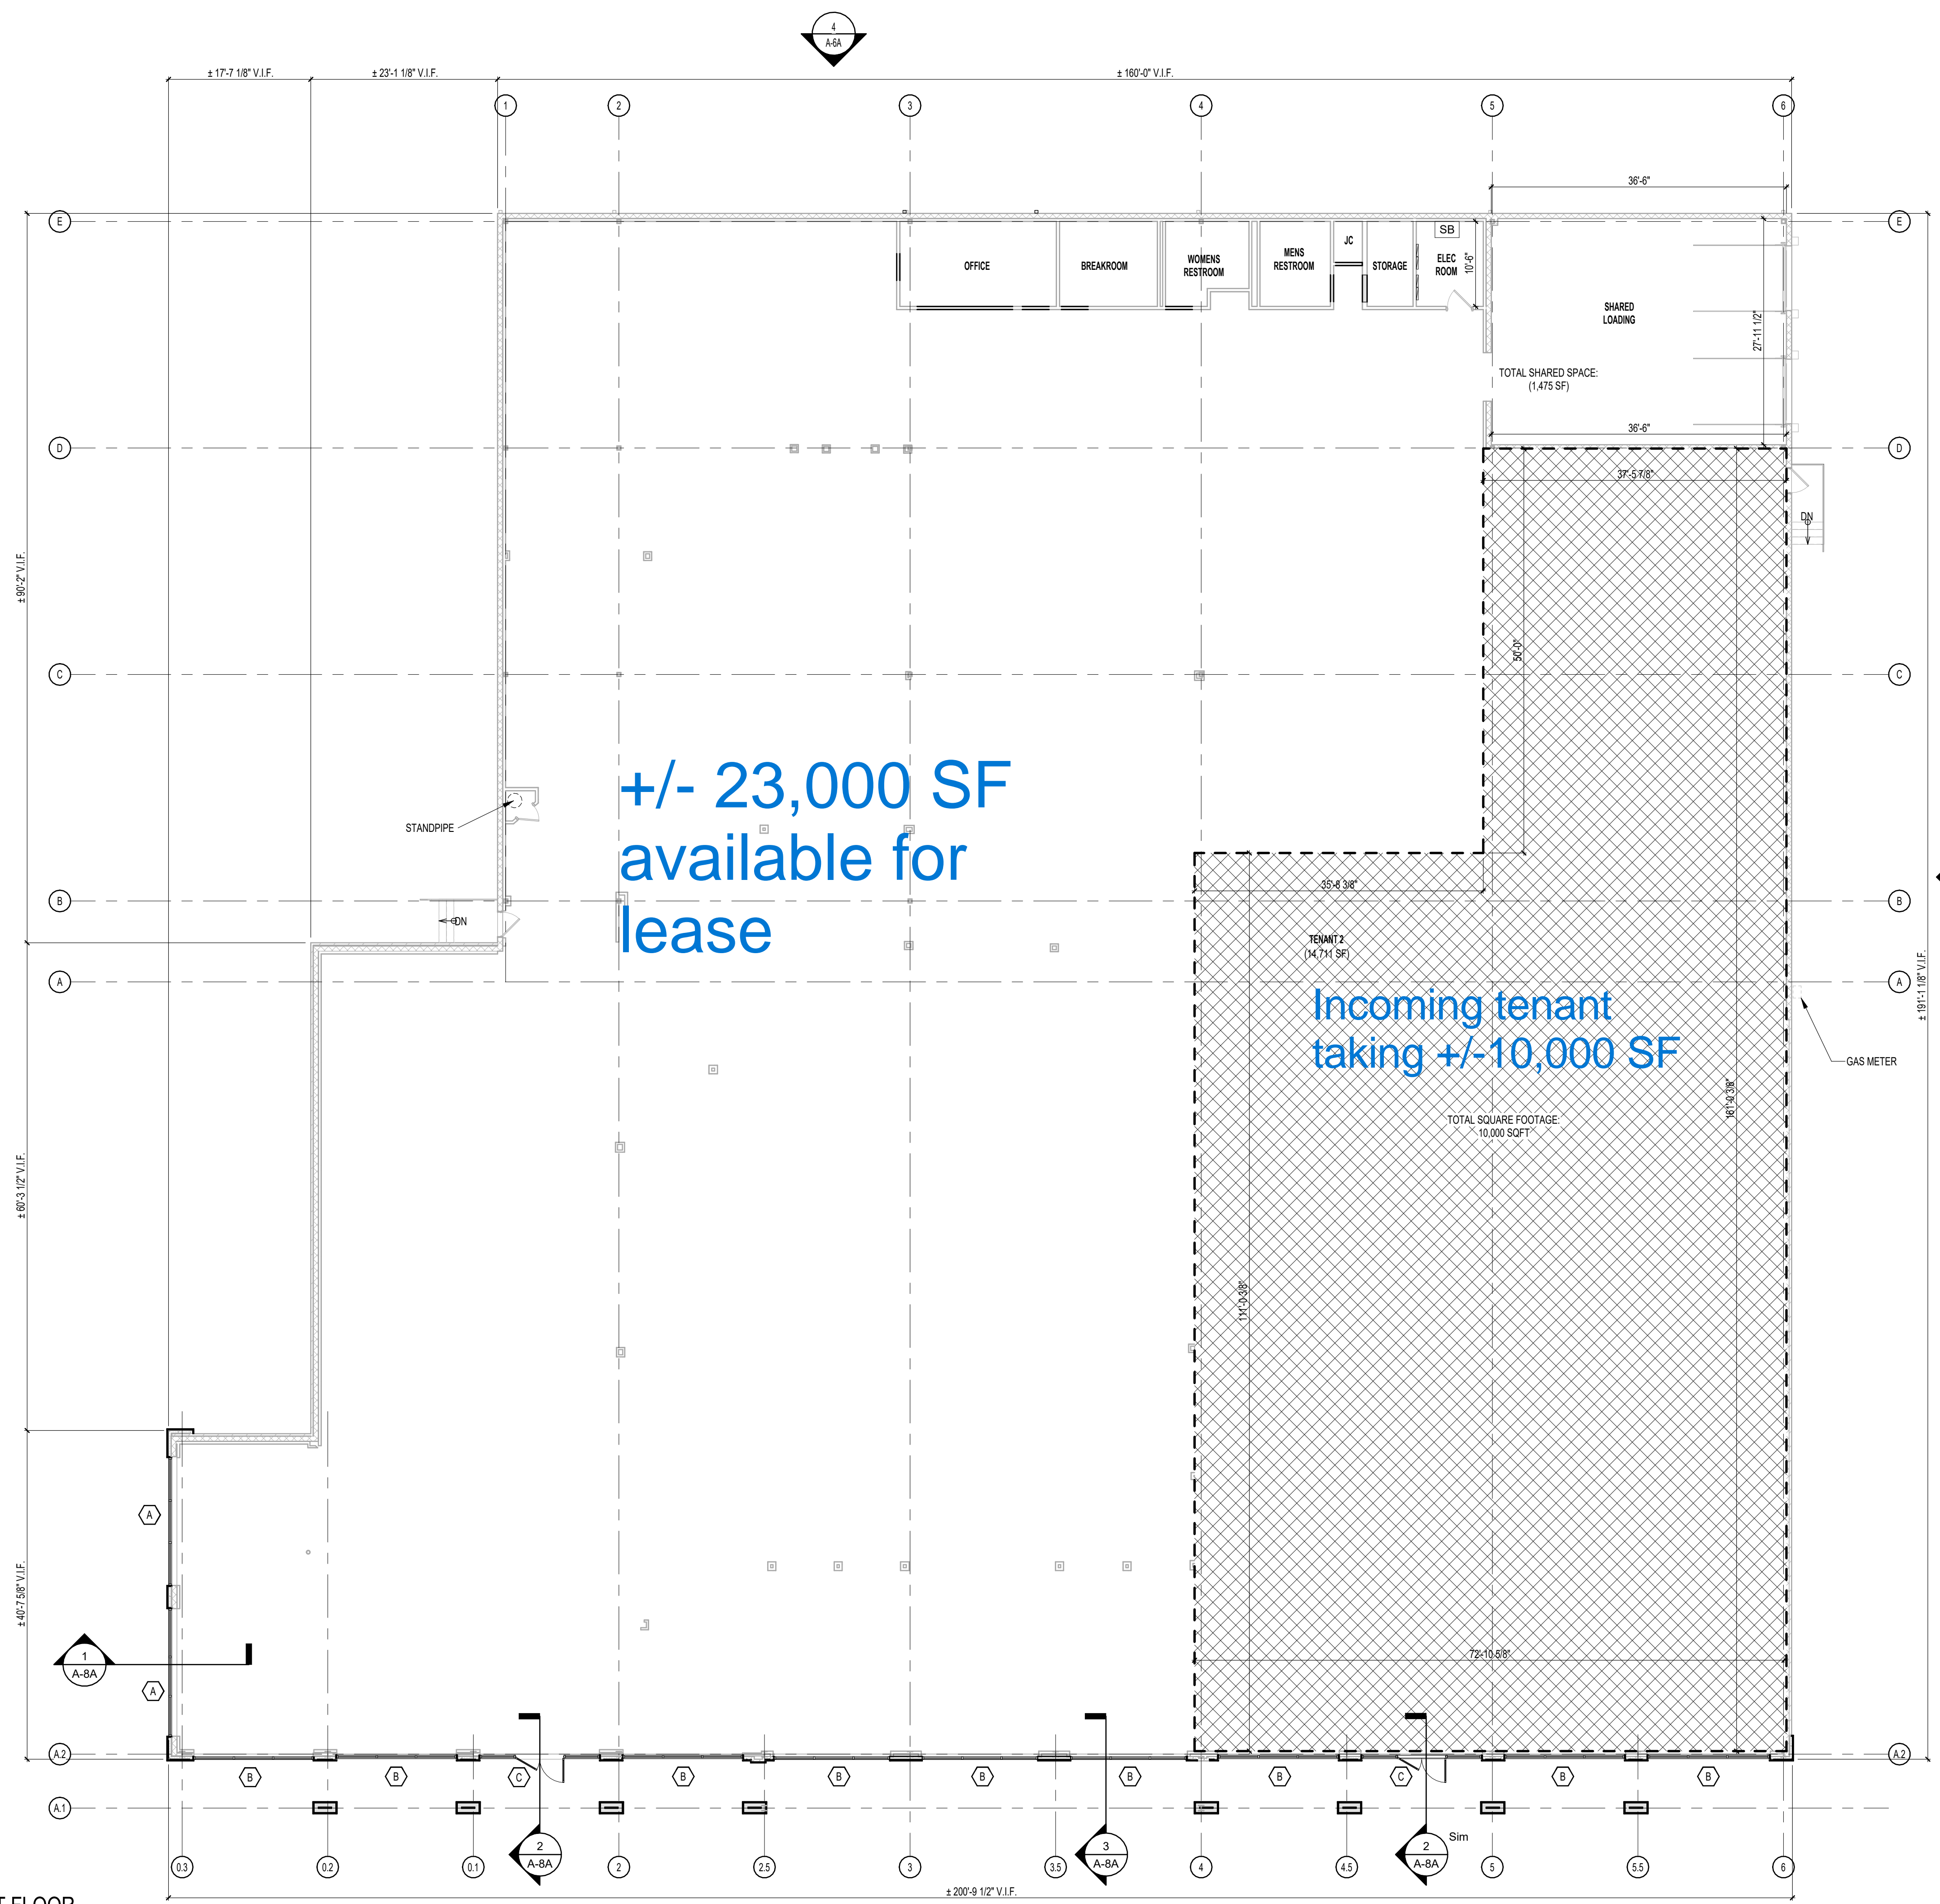 4
A-6A
± 17'-7 1/8" V.I.F.
± 23'-1 1/8" V.I.F.
± 160'-0" V.I.F.
1
2
3
4
5
6
36'-6"
E
E
SB
JC
OFFICE
BREAKROOM
WOMENS
RESTROOM
MENS
RESTROOM
STORAGE
ELEC
ROOM
10'-6"
SHARED
LOADING
27'-11 1/2"
TOTAL SHARED SPACE:
(1,475 SF)
36'-6"
D
D
37'-5 7/8"
DN
± 90'-2" V.I.F.
50'-0"
C
C
+/- 23,000 SF
available for
lease
STANDPIPE
35'-8 3/8"
B
B
DN
TENANT 2
(14,711 SF)
A
A
± 191'-1 1/8" V.I.F.
Incoming tenant
taking +/-10,000 SF
GAS METER
161'-0 3/8"
TOTAL SQUARE FOOTAGE:
10,000 SQFT
± 60'-3 1/2" V.I.F.
111'-0 3/8"
A
± 40'-7 5/8" V.I.F.
1
A-8A
72'-10 5/8"
A
A.2
A.2
B
B
C
B
B
B
B
B
C
B
B
A.1
0.3
0.2
0.1
2
A-8A
2
2.5
3
3.5
3
A-8A
4
4.5
2
A-8A
Sim
5
5.5
6
± 200'-9 1/2" V.I.F.
T FLOOR